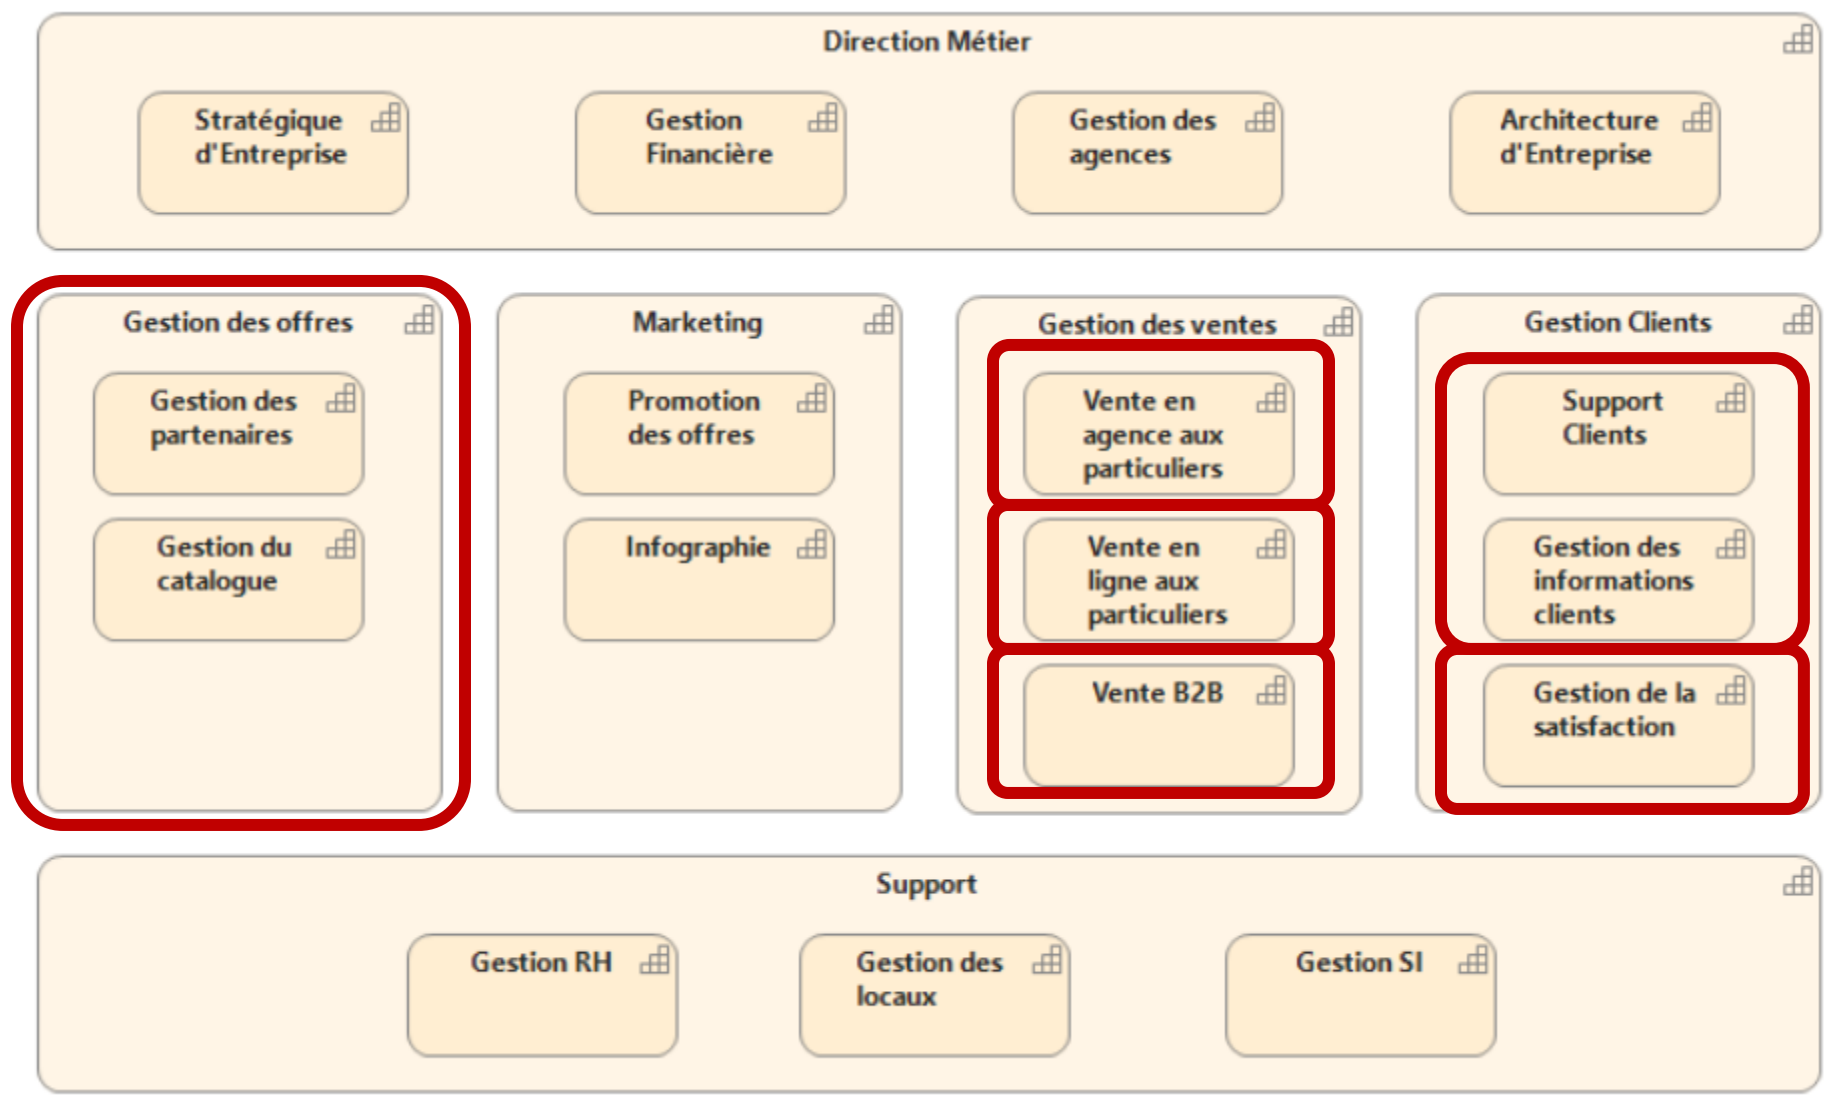 Direction Métier
Stratégique
d'Entreprise
Gestion
Financière
Gestion des
agences
Architecture
d'Entreprise
Gestion des offres
Gestion des
partenaires
Gestion du
catalogue
Marketing
Promotion
des offres
Infographie
Gestion des ventes
Vente en
agence aux
particuliers
Vente en
ligne aux
particuliers
Vente B2B
Gestion Clients
Support
Clients
Gestion des
informations
clients
Gestion de la
satisfaction
Support
Gestion RH
Gestion des
locaux
Gestion SI